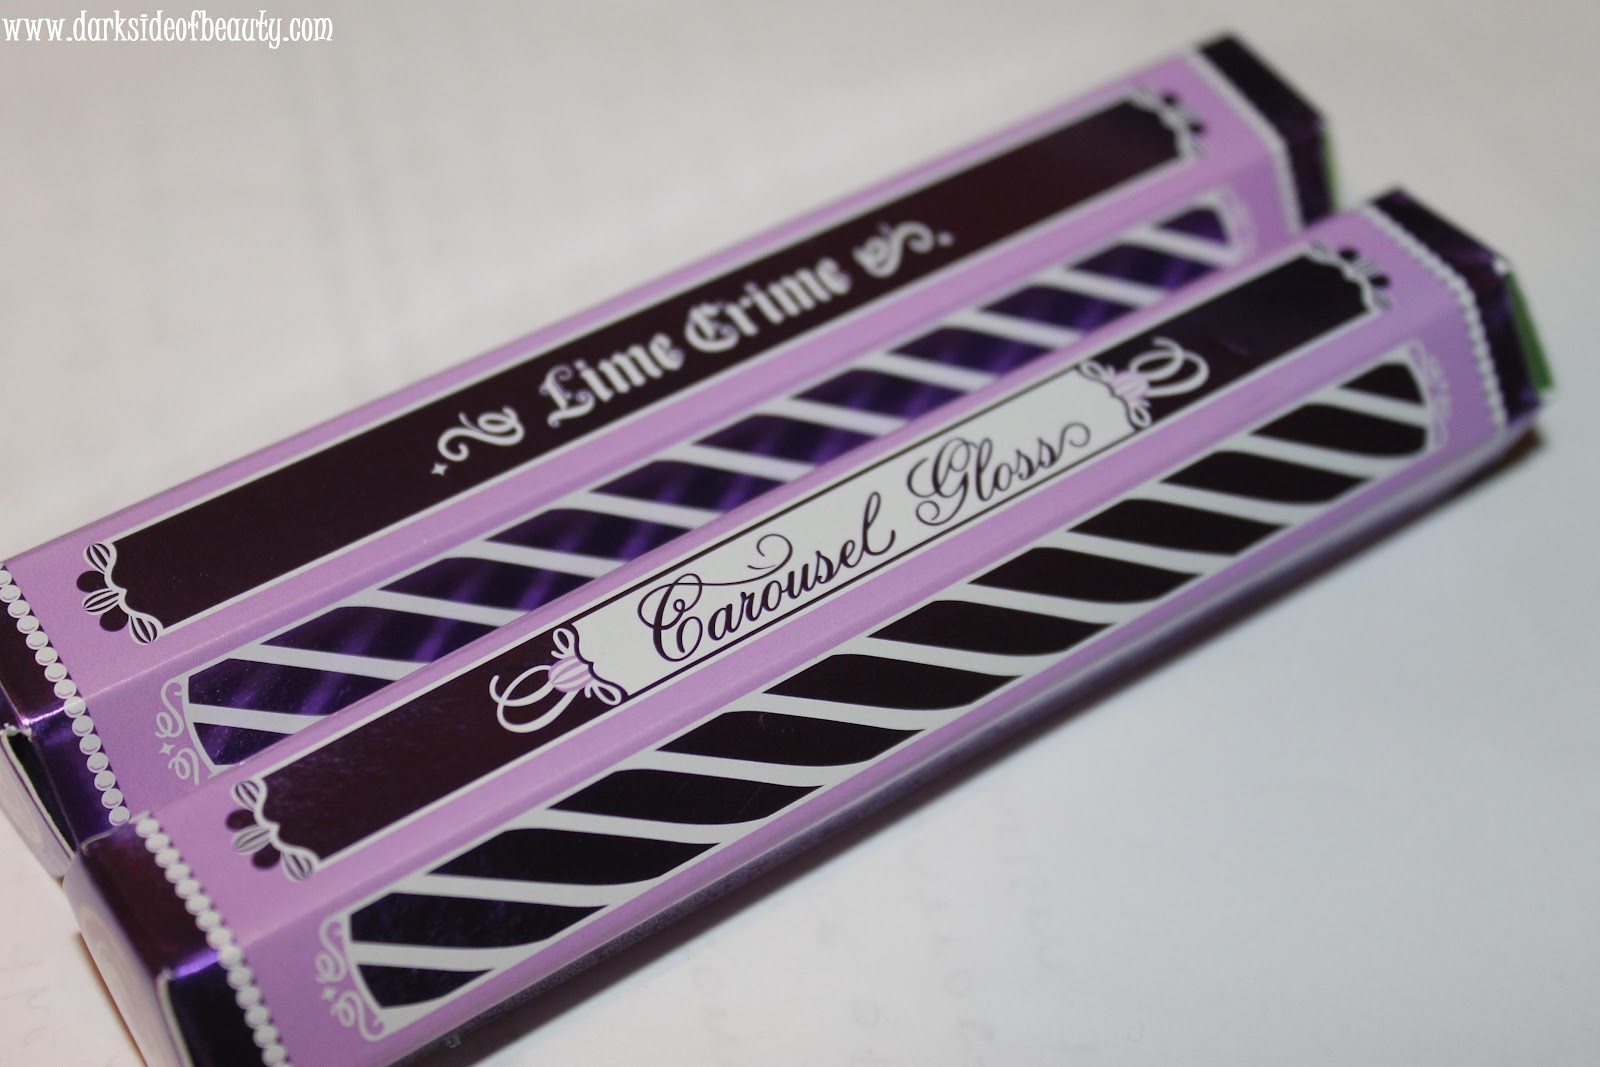 www.darksideofbeauty.com
Lime Crime
Carousel Gloss